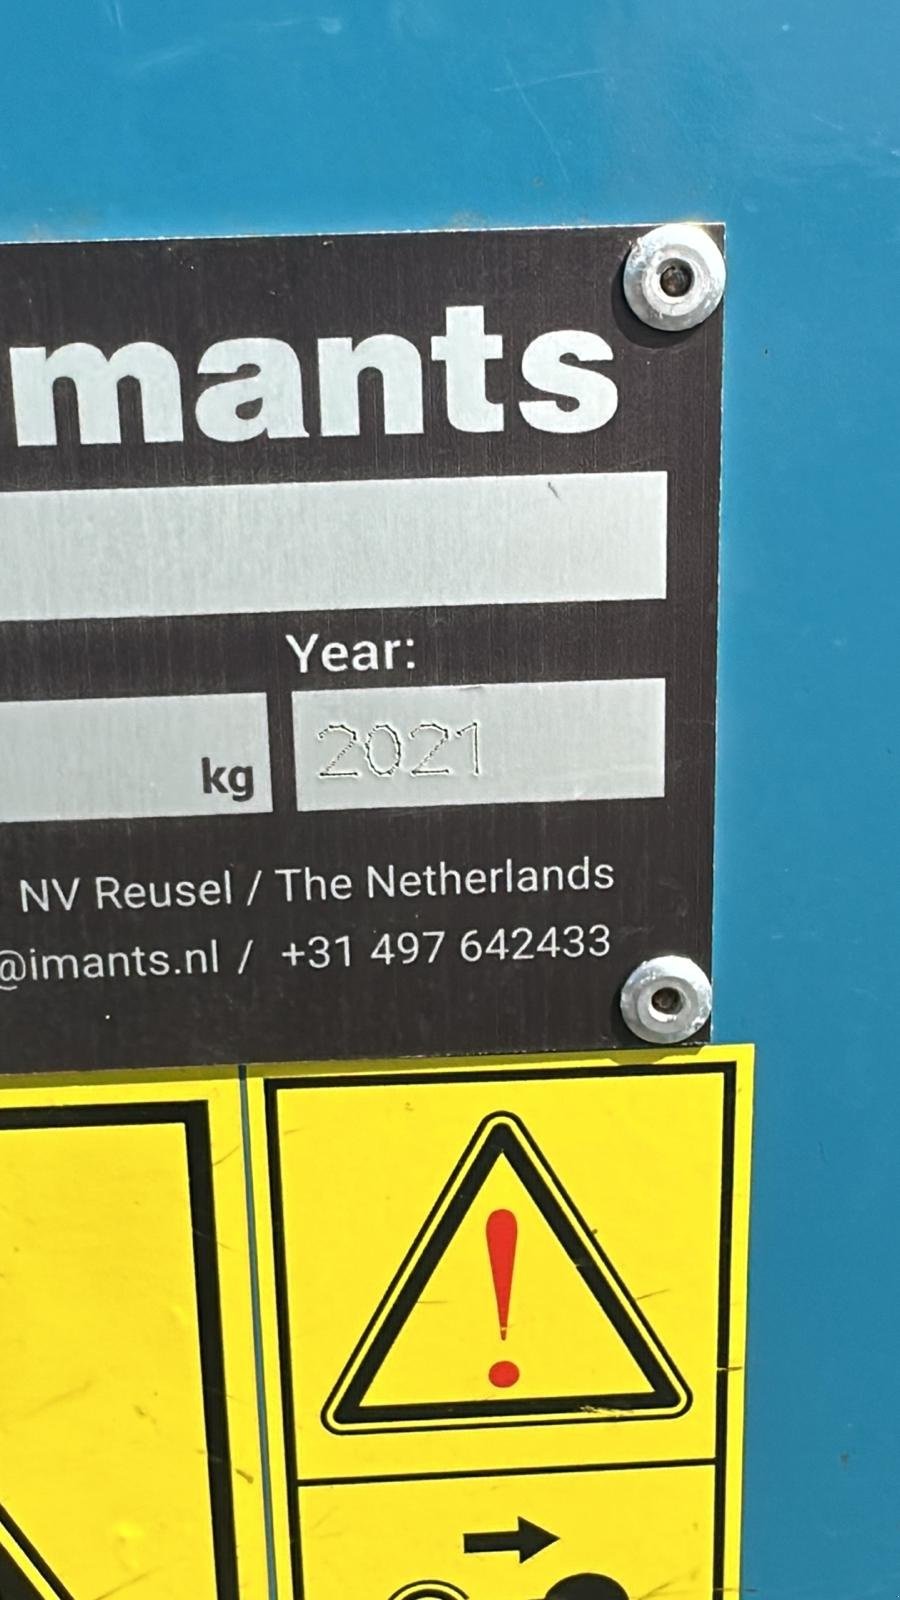 mants
Year:
kg
2021
NV Reusel / The Netherlands
@imants.nl / +31 497 642433
!